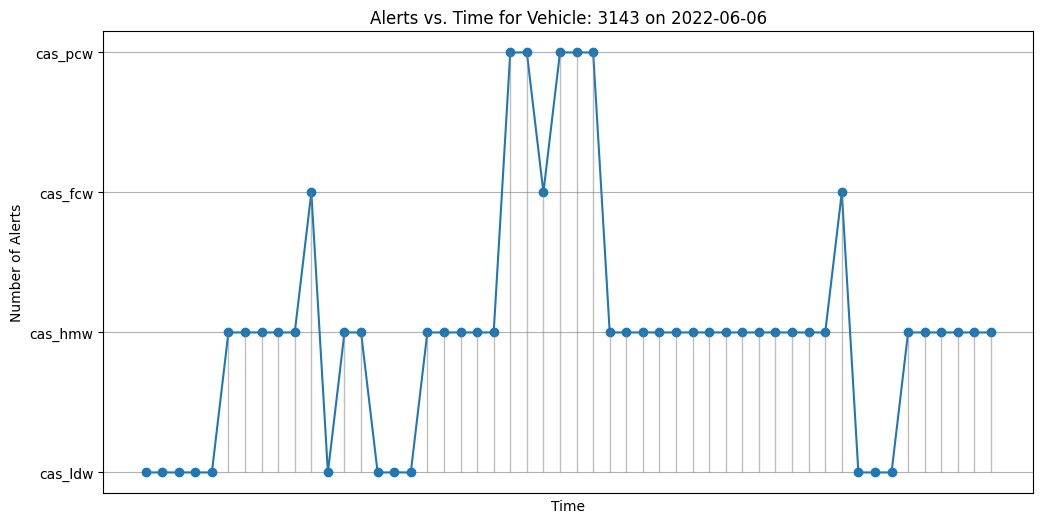 Alerts vs. Time for Vehicle: 3143 on 2022-06-06
cas_pcw
cas_fcw
cas_hmw
cas_ldw
Number of Alerts
Time